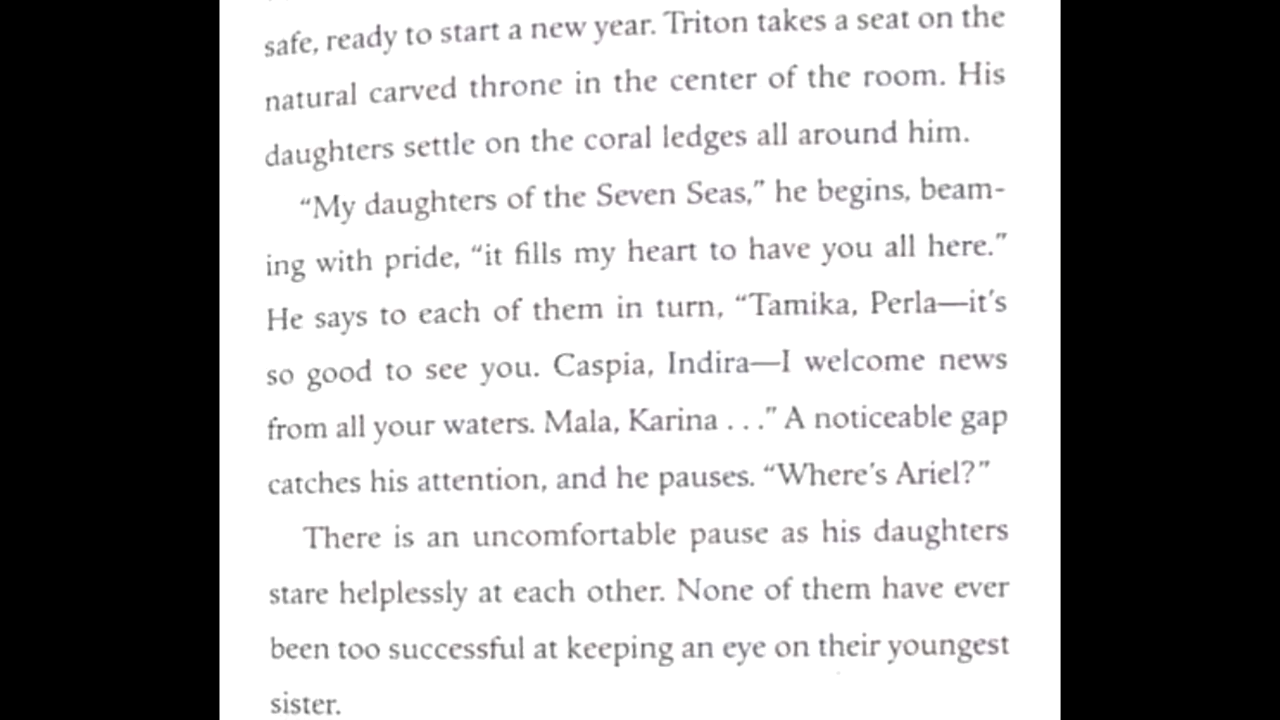 safe, ready to start a new year. Triton takes a seat on the
natural carved throne in the center of the room. His
daughters settle on the coral ledges all around him.
“My daughters of the Seven Seas,” he begins, beam-
ing with pride, “it fills my heart to have you all here.”
He says to each of them in turn, “Tamika, Perla—it’s
so good to see you. Caspia, Indira—I welcome news
from all your waters. Mala, Karina . . .” A noticeable gap
catches his attention, and he pauses. “Where’s Ariel?”
There is an uncomfortable pause as his daughters
stare helplessly at each other. None of them have ever
been too successful at keeping an eye on their youngest
sister.